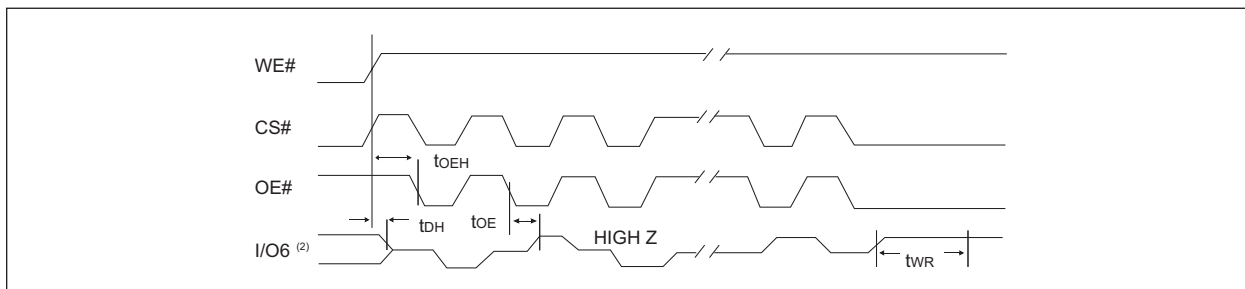 WE#
CS#
tOEH
OE#
tDH
tOE
HIGH Z
I/O6 (2)
tWR